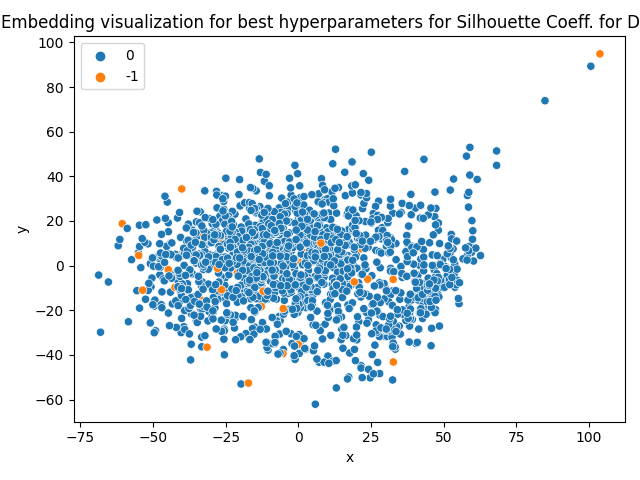 Embedding visualization for best hyperparameters for Silhouette Coeff. for D
0
-1
100
80
60
40
20
0
−20
−40
−60
y
−75 −50 −25 0 25 50 75 100
x